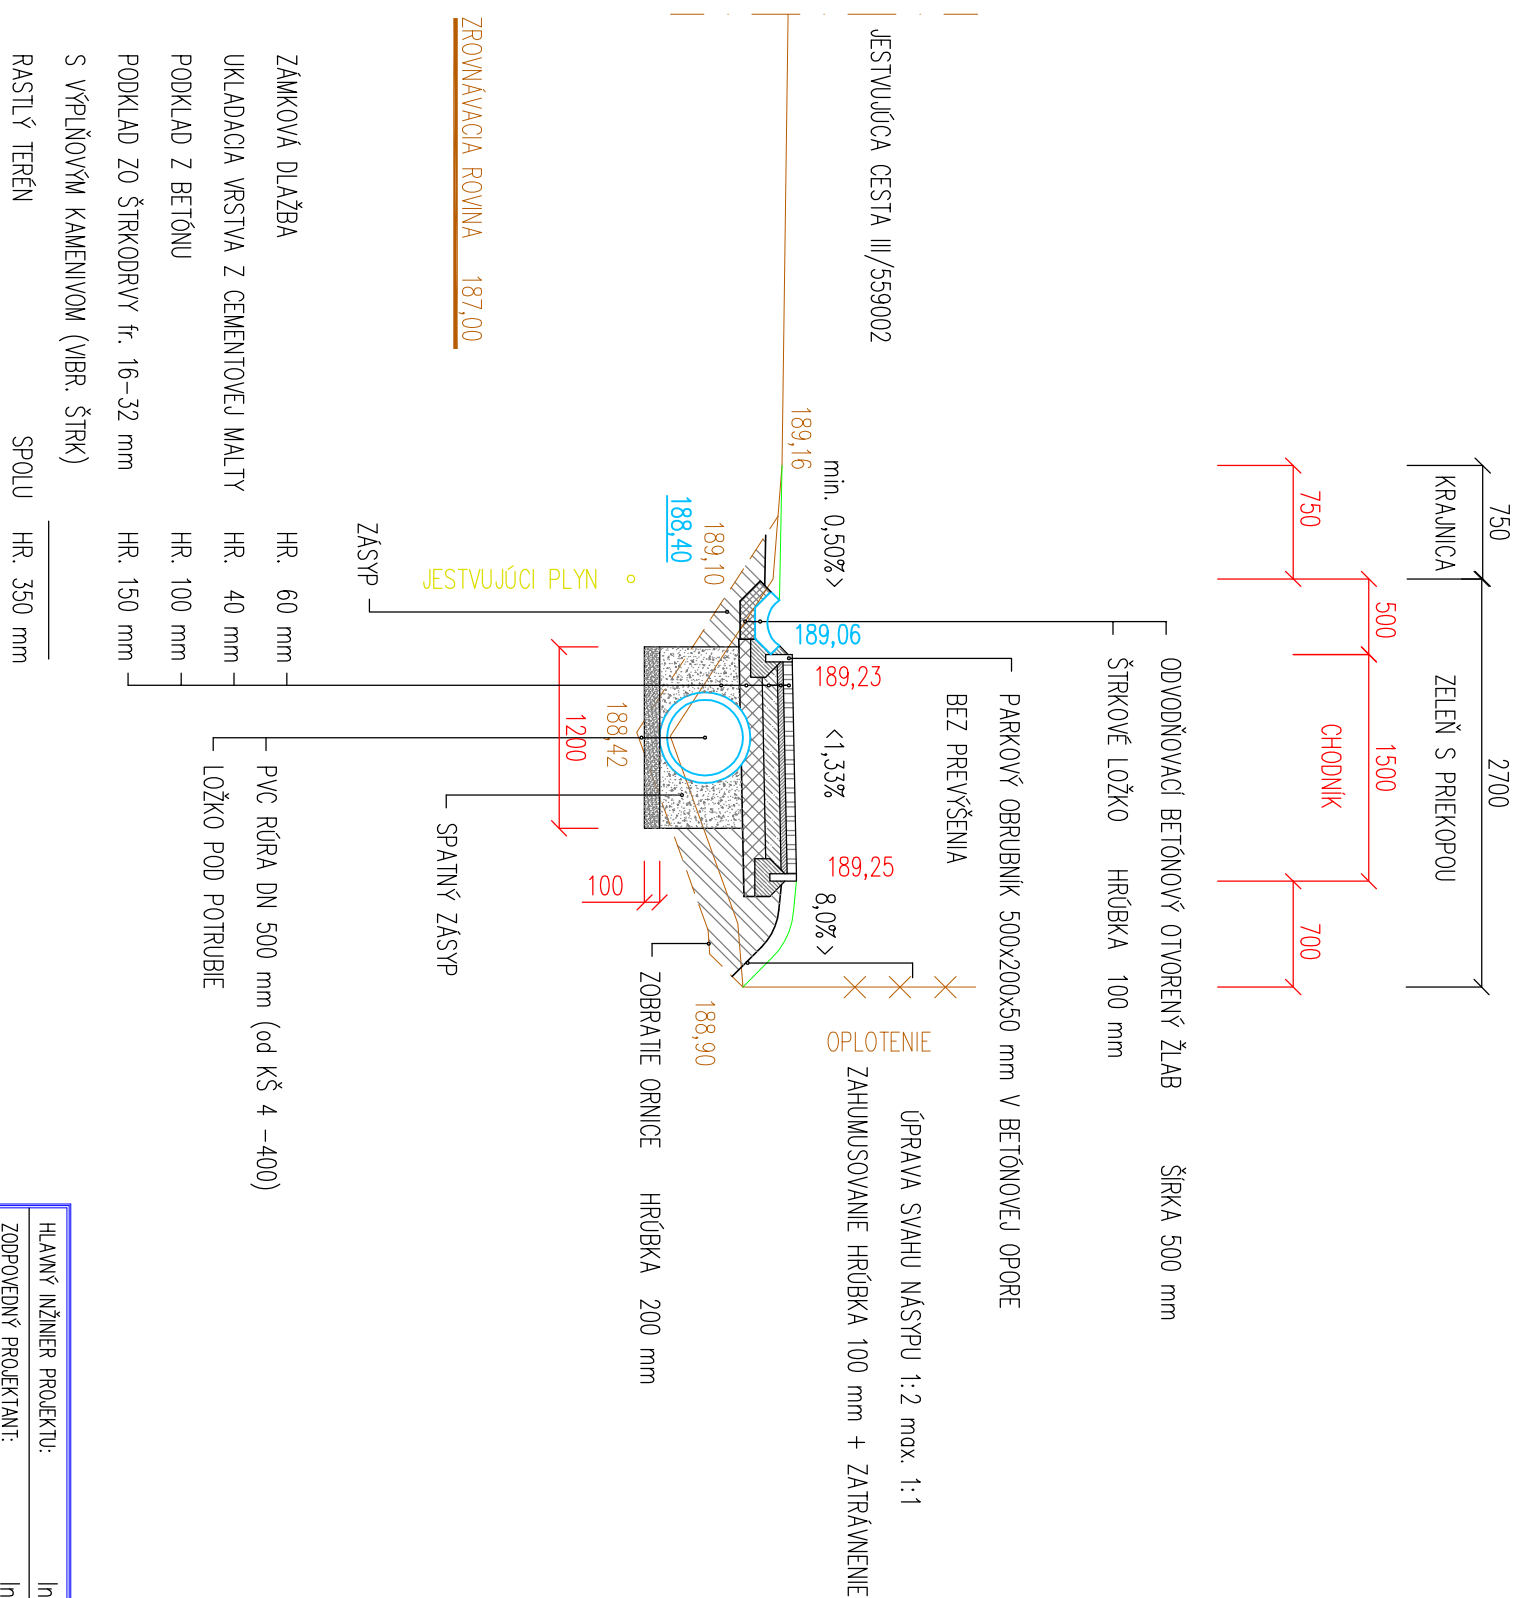 750
2700
KRAJNICA
ZELEŇ S PRIEKOPOU
500
1500
CHODNÍK
750
700
ODVODŇOVACÍ BETÓNOVÝ OTVORENÝ ŽLAB ŠÍRKA 500 mm
ŠTRKOVÉ LOŽKO HRÚBKA 100 mm
PARKOVÝ OBRUBNÍK 500x200x50 mm V BETÓNOVEJ OPORE
BEZ PREVÝŠENIA
JESTVUJÚCA CESTA III/559002
ÚPRAVA SVAHU NÁSYPU 1:2 max. 1:1
ZAHUMUSOVANIE HRÚBKA 100 mm + ZATRÁVNENIE
OPLOTENIE
min. 0,50%>
<1,33%
8,0%>
189,16
189,06
189,23
189,25
189,10
188,40
188,42
188,90
JESTVUJÚCI PLYN
1200
100
ZROVNÁVACIA ROVINA 187,00
ZOBRATIE ORNICE HRÚBKA 200 mm
SPATNÝ ZÁSYP
ZÁSYP
PVC RÚRA DN 500 mm (od KŠ 4 -400)
LOŽKO POD POTRUBIE
ZÁMKOVÁ DLAŽBA HR. 60 mm
UKLADACIA VRSTVA Z CEMENTOVEJ MALTY HR. 40 mm
PODKLAD Z BETÓNU HR. 100 mm
PODKLAD ZO ŠTRKODRVY fr. 16-32 mm HR. 150 mm
S VÝPLŇOVÝM KAMENIVOM (VIBR. ŠTRK)
RASTLÝ TERÉN SPOLU HR. 350 mm
HLAVNÝ INŽINIER PROJEKTU: In
ZODPOVEDNÝ PROJEKTANT: In